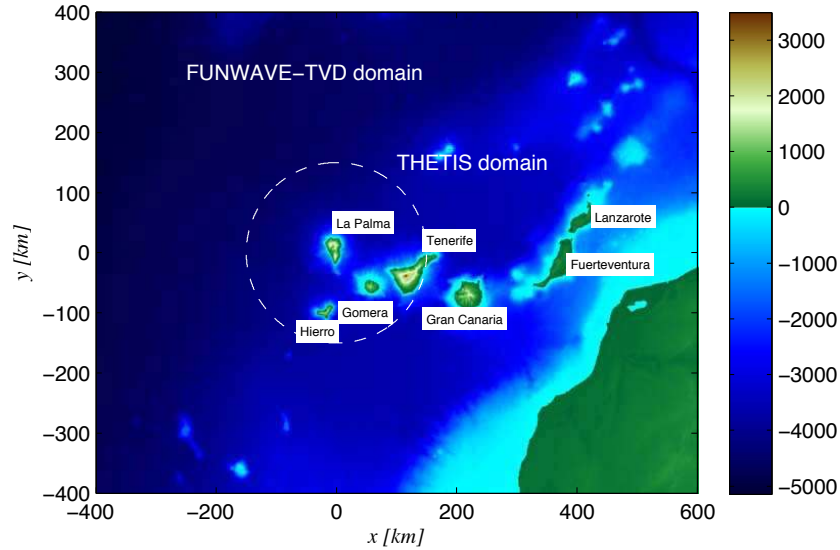 400
300
200
100
0
−100
−200
−300
−400
y [km]
−400
−200
0
200
400
600
x [km]
FUNWAVE−TVD domain
THETIS domain
La Palma
Tenerife
Lanzarote
Fuerteventura
Gomera
Gran Canaria
Hierro
3000
2000
1000
0
−1000
−2000
−3000
−4000
−5000